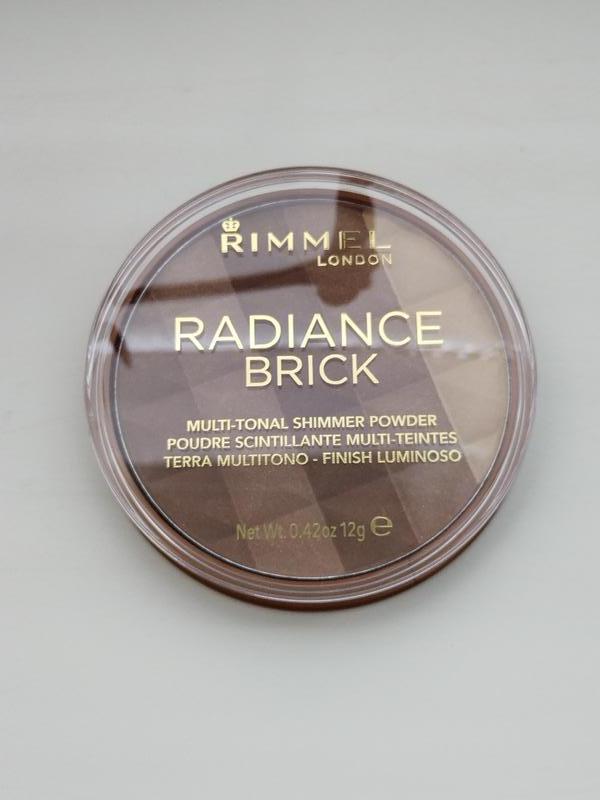 RIMMEL
LONDON
RADIANCE
BRICK
MULTI-TONAL SHIMMER POWDER
POUDRE SCINTILLANTE MULTI-TEINTES
TERRA MULTITONO - FINISH LUMINOSO
Net Wt. 0.42oz 12g ℮